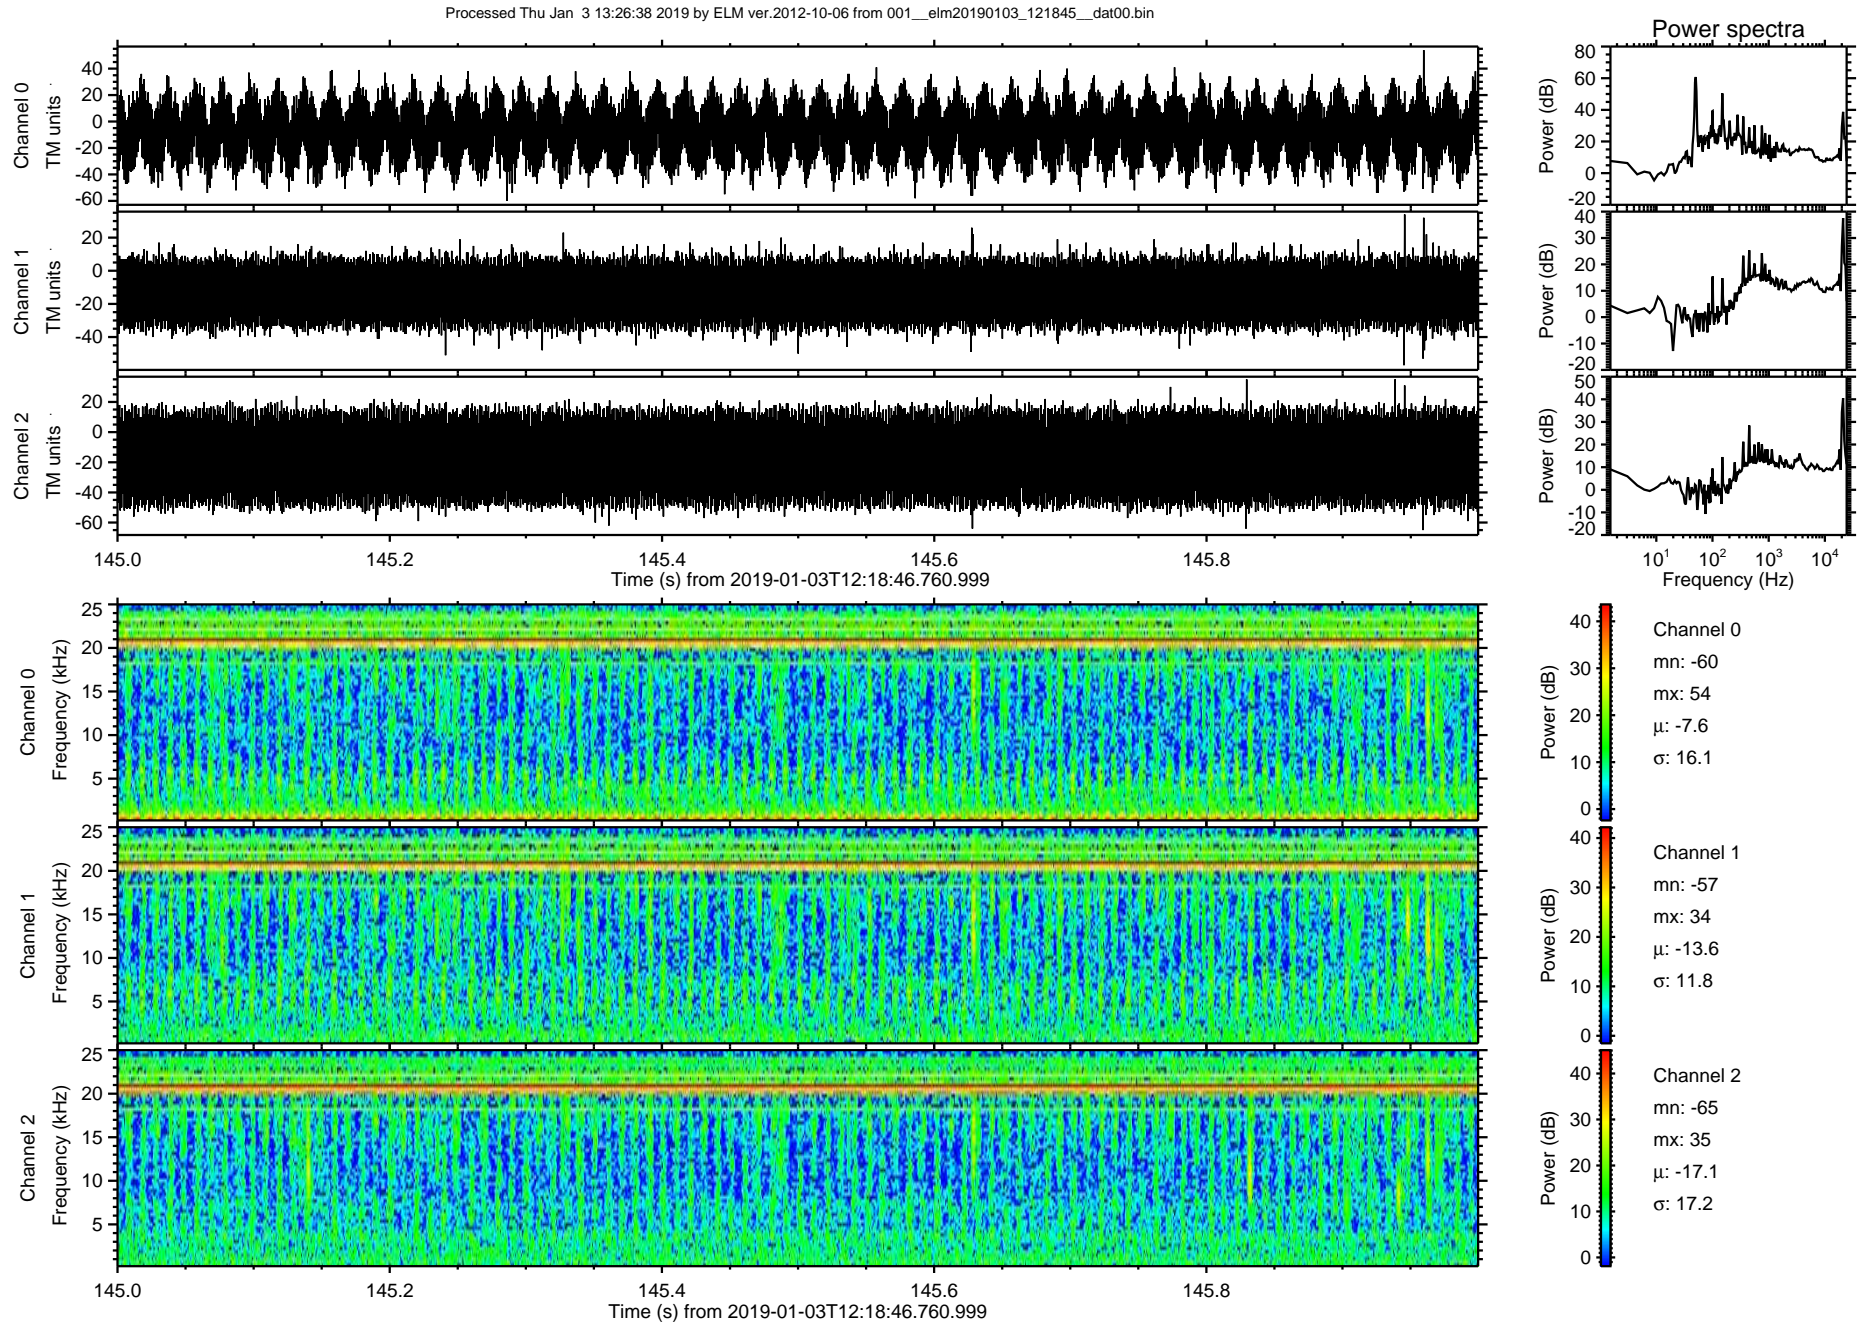 Processed Thu Jan  3 13:26:38 2019 by ELM ver.2012-10-06 from 001__elm20190103_121845__dat00.bin
Power spectra
Channel 0
TM units
40
20
0
-20
-40
-60
Power (dB)
80
60
40
20
0
-20
Channel 1
TM units
20
0
-20
-40
Power (dB)
40
30
20
10
0
-10
-20
Channel 2
TM units
20
0
-20
-40
-60
Power (dB)
50
40
30
20
10
0
-10
-20
145.0 145.2 145.4 145.6 145.8
Time (s) from 2019-01-03T12:18:46.760.999
10^1 10^2 10^3 10^4
Frequency (Hz)
Channel 0
Frequency (kHz)
25
20
15
10
5
Power (dB)
40
30
20
10
0
Channel 0
mn: -60
mx: 54
μ: -7.6
σ: 16.1
Channel 1
Frequency (kHz)
25
20
15
10
5
Power (dB)
40
30
20
10
0
Channel 1
mn: -57
mx: 34
μ: -13.6
σ: 11.8
Channel 2
Frequency (kHz)
25
20
15
10
5
Power (dB)
40
30
20
10
0
Channel 2
mn: -65
mx: 35
μ: -17.1
σ: 17.2
145.0 145.2 145.4 145.6 145.8
Time (s) from 2019-01-03T12:18:46.760.999